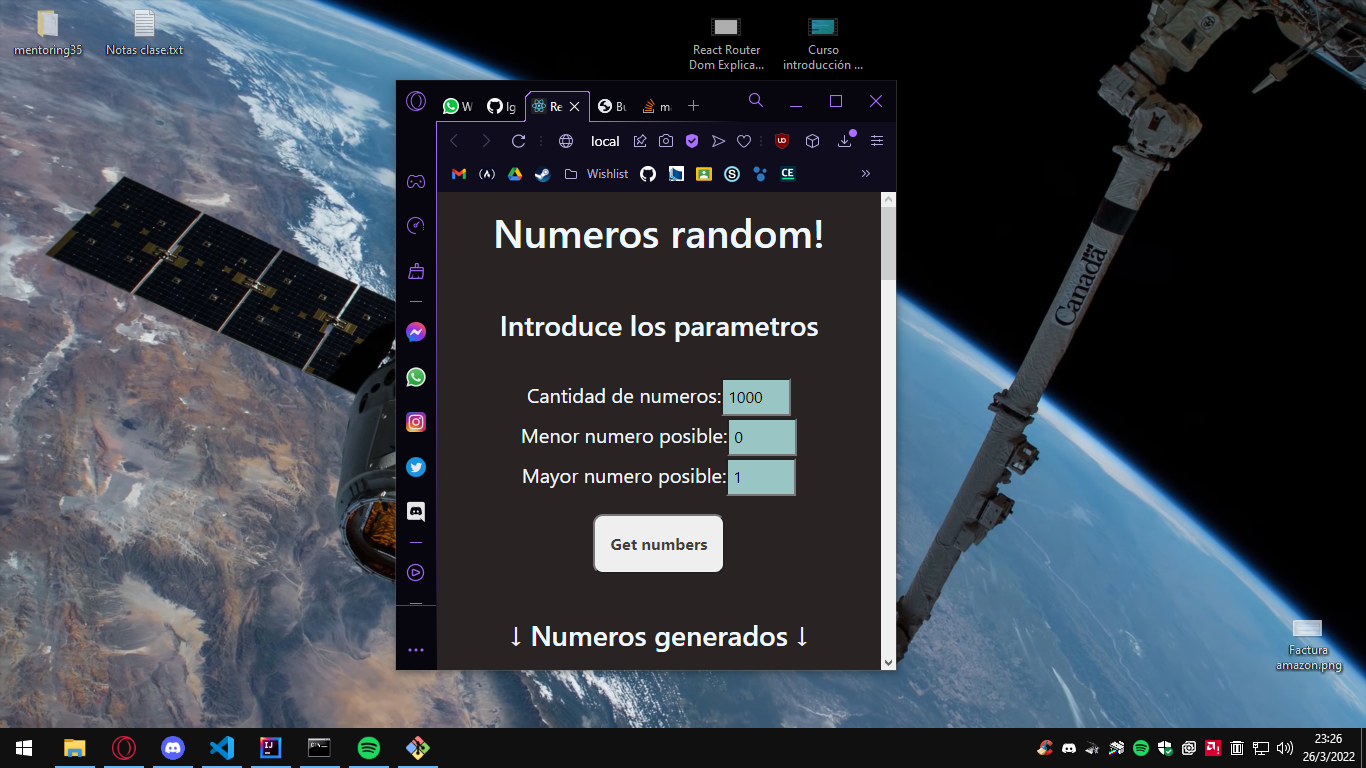 mentoring35
Notas clase.txt
React Router
Dom Explica...
Curso
introducción ...
W
Ig
Re
Bu
m
local
Wishlist
CE
Numeros random!
Introduce los parametros
Cantidad de numeros: 1000
Menor numero posible: 0
Mayor numero posible: 1
Get numbers
↓ Numeros generados ↓
Canada
Factura
amazon.png
23:26
26/3/2022